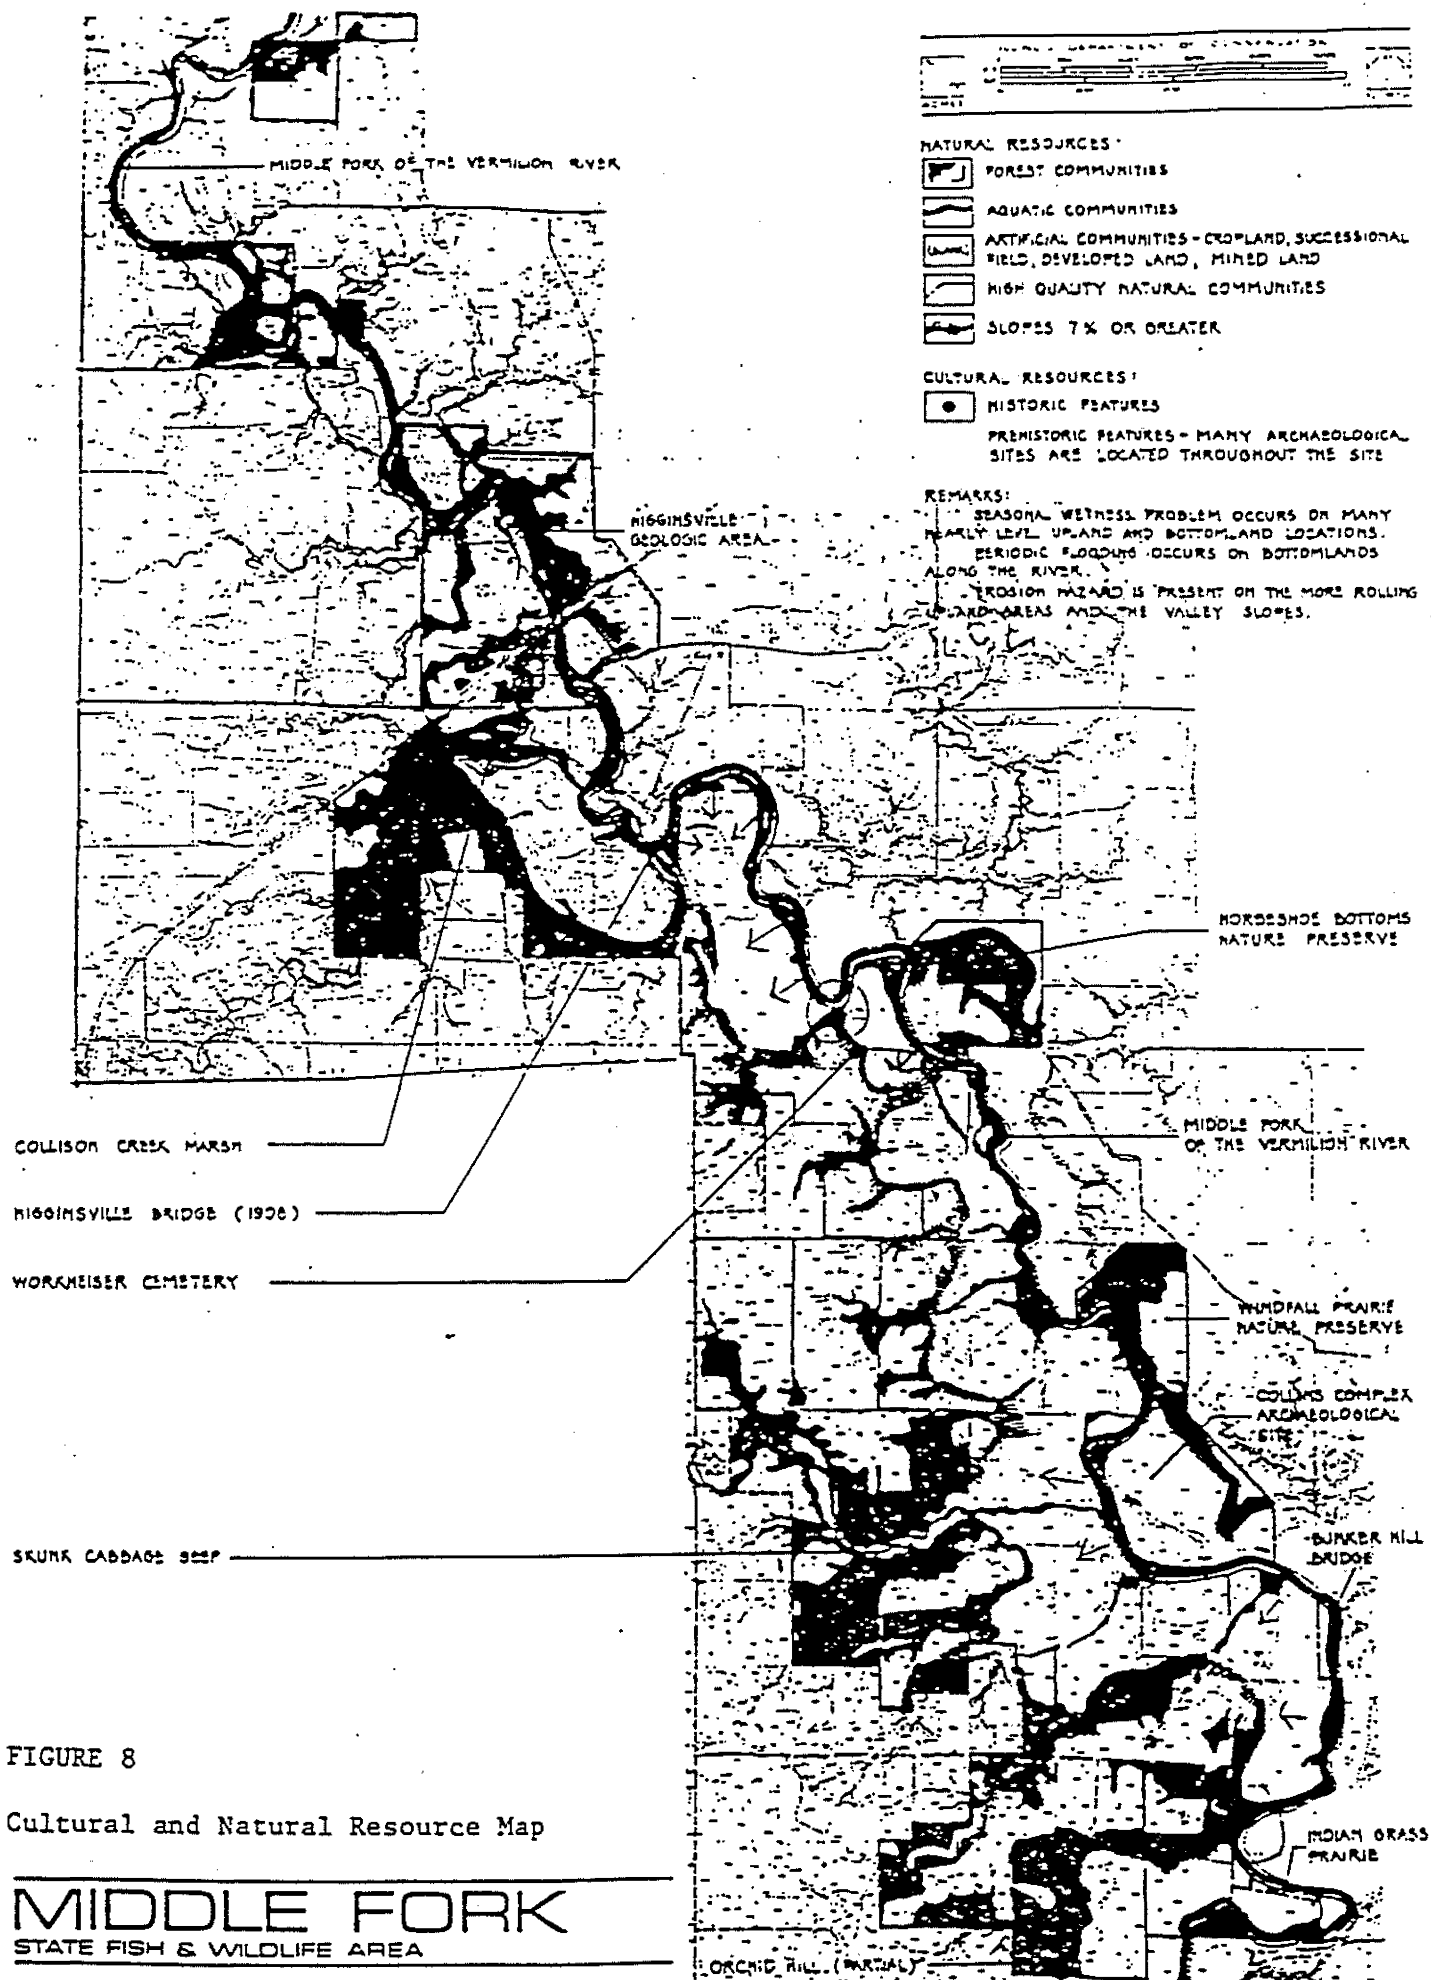 DEPARTMENT OF CONSERVATION
NATURAL RESOURCES:
FOREST COMMUNITIES
AQUATIC COMMUNITIES
ARTIFICIAL COMMUNITIES - CROPLAND, SUCCESSIONAL
FIELD, DEVELOPED LAND, MINED LAND
HIGH QUALITY NATURAL COMMUNITIES
SLOPES 7% OR GREATER
CULTURAL RESOURCES:
HISTORIC FEATURES
PREHISTORIC FEATURES - MANY ARCHAEOLOGICAL
SITES ARE LOCATED THROUGHOUT THE SITE
REMARKS:
SEASONAL WETNESS PROBLEM OCCURS ON MANY
NEARLY LEVEL UPLAND AND BOTTOMLAND LOCATIONS.
PERIODIC FLOODING OCCURS ON BOTTOMLANDS
ALONG THE RIVER.
EROSION HAZARD IS PRESENT ON THE MORE ROLLING
UPLAND AREAS AND THE VALLEY SLOPES.
MIDDLE FORK OF THE VERMILION RIVER
HIGGINSVILLE
GEOLOGIC AREA
HORSESHOE BOTTOMS
NATURE PRESERVE
COLLISON CREEK MARSH
MIDDLE FORK
OF THE VERMILION RIVER
HIGGINSVILLE BRIDGE (1938)
WORKHEISER CEMETERY
WINDFALL PRAIRIE
NATURE PRESERVE
COLLINS COMPLEX
ARCHAEOLOGICAL
SITE
SKUNK CABBAGE SEEP
BUNKER HILL
BRIDGE
INDIAN GRASS
PRAIRIE
ORCHID HILL (PARTIAL)
FIGURE 8
Cultural and Natural Resource Map
MIDDLE FORK
STATE FISH & WILDLIFE AREA